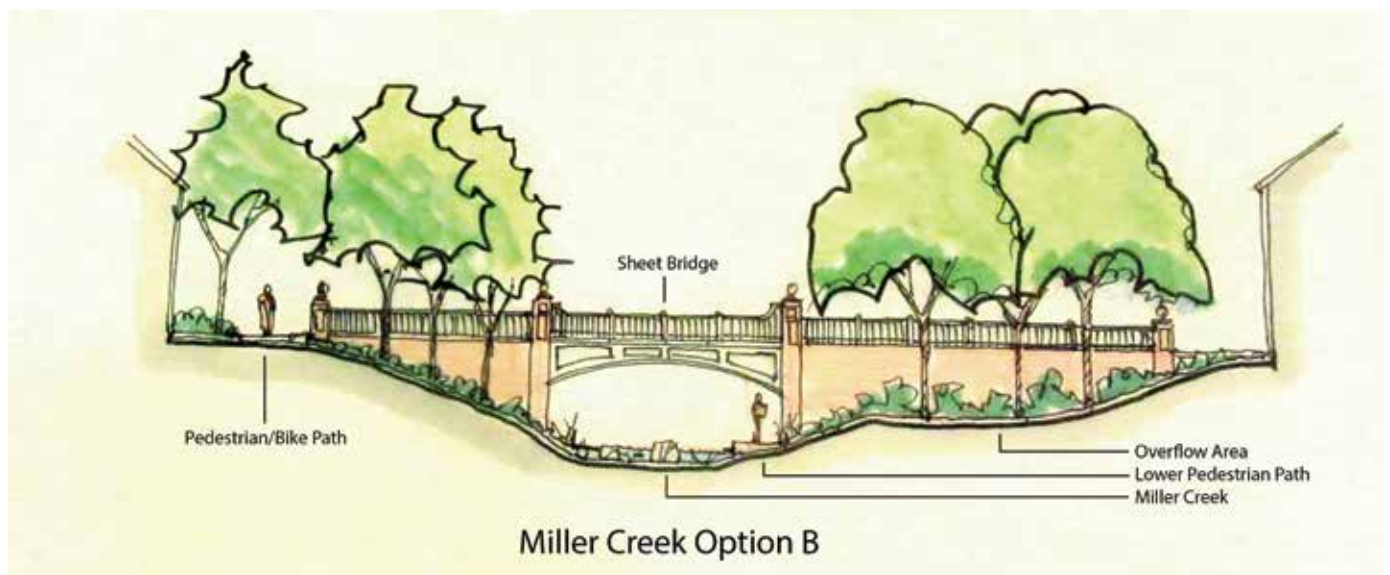 Sheet Bridge
Pedestrian/Bike Path
Overflow Area
Lower Pedestrian Path
Miller Creek
Miller Creek Option B